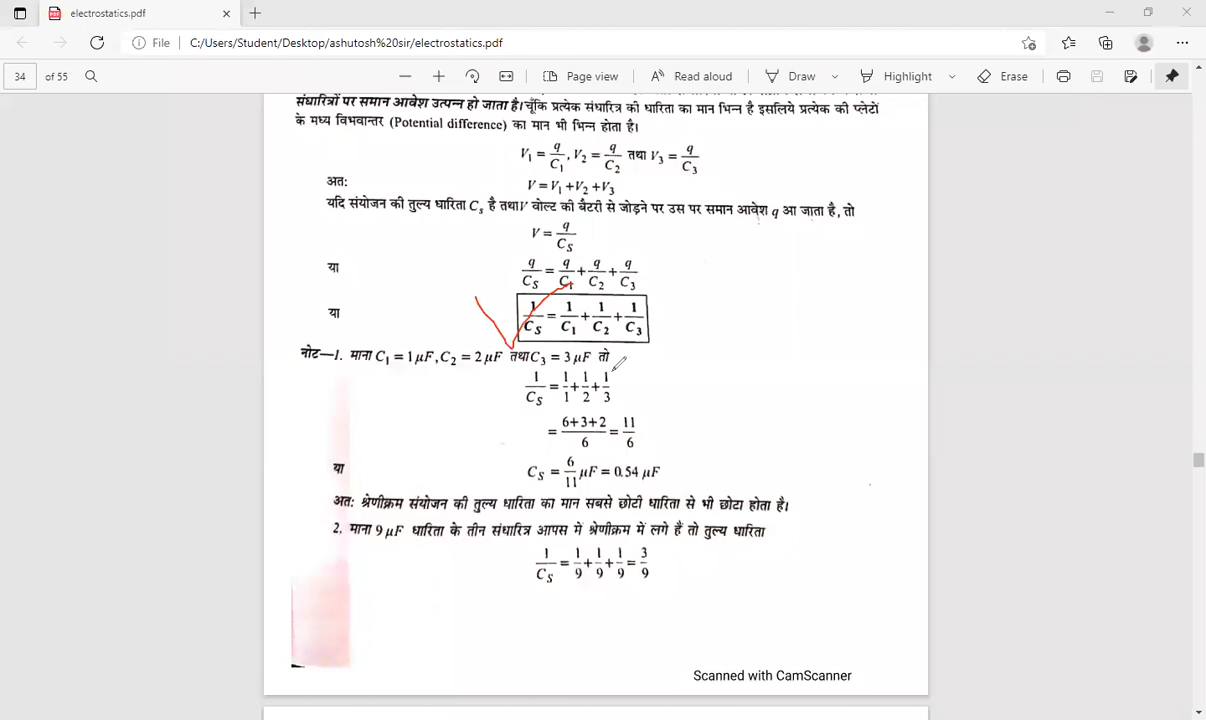 electrostatics.pdf
File C:/Users/Student/Desktop/ashutosh%20sir/electrostatics.pdf
34 of 55 Page view Read aloud Draw Highlight Erase
संधारित्रों पर समान आवेश उत्पन्न हो जाता है। चूँकि प्रत्येक संधारित्र की धारिता का मान भिन्न है इसलिये प्रत्येक की प्लेटों
के मध्य विभवान्तर (Potential difference) का मान भी भिन्न होता है।
V₁ = q/C₁, V₂ = q/C₂ तथा V₃ = q/C₃
अत: V = V₁+V₂+V₃
यदि संयोजन की तुल्य धारिता Cₛ है तथा V वोल्ट की बैटरी से जोड़ने पर उस पर समान आवेश q आ जाता है, तो
V = q/Cₛ
या q/Cₛ = q/C₁ + q/C₂ + q/C₃
या 1/Cₛ = 1/C₁ + 1/C₂ + 1/C₃
नोट—1. माना C₁ = 1 μF, C₂ = 2 μF तथा C₃ = 3 μF तो
1/Cₛ = 1/1 + 1/2 + 1/3
= 6+3+2/6 = 11/6
या Cₛ = 6/11 μF = 0.54 μF
अत: श्रेणीक्रम संयोजन की तुल्य धारिता का मान सबसे छोटी धारिता से भी छोटा होता है।
2. माना 9 μF धारिता के तीन संधारित्र आपस में श्रेणीक्रम में लगे हैं तो तुल्य धारिता
1/Cₛ = 1/9 + 1/9 + 1/9 = 3/9
Scanned with CamScanner